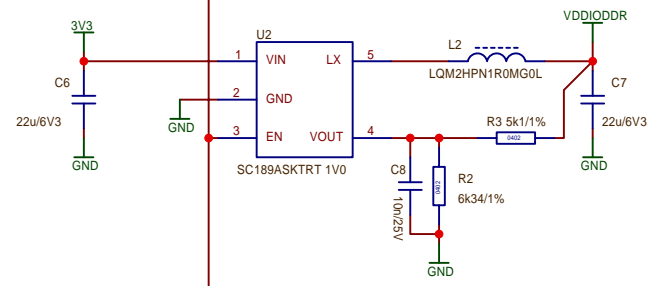 3V3
U2
VDDIODDR
1 VIN LX 5
L2
LQM2HPN1R0MG0L
C6
22u/6V3
GND
2 GND
GND
3 EN VOUT 4
SC189ASKTRT 1V0
R3 5k1/1%
0402
C7
22u/6V3
GND
C8
10n/25V
0402
R2
6k34/1%
GND